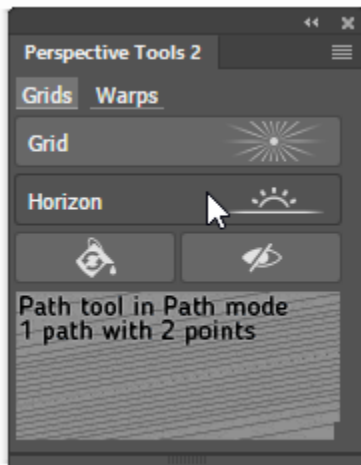 Perspective Tools 2
Grids Warps
Grid
Horizon
Path tool in Path mode
1 path with 2 points